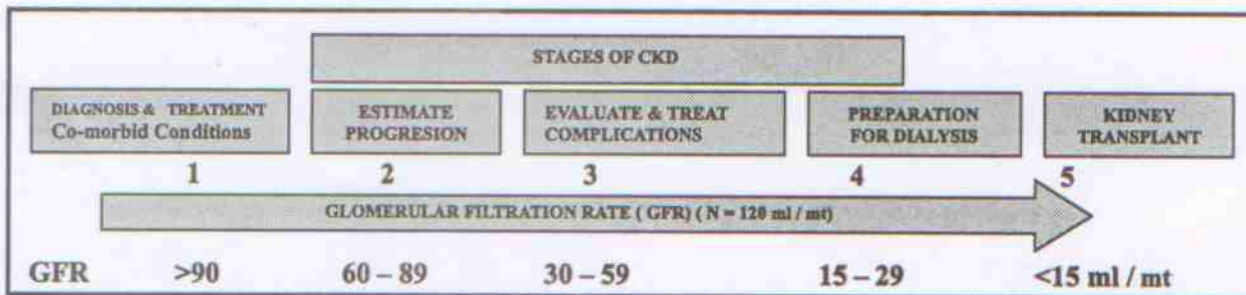 STAGES OF CKD
DIAGNOSIS & TREATMENT
Co-morbid Conditions
ESTIMATE
PROGRESION
EVALUATE & TREAT
COMPLICATIONS
PREPARATION
FOR DIALYSIS
KIDNEY
TRANSPLANT
1 2 3 4 5
GLOMERULAR FILTRATION RATE ( GFR) ( N = 120 ml / mt)
GFR >90 60 – 89 30 – 59 15 – 29 <15 ml / mt